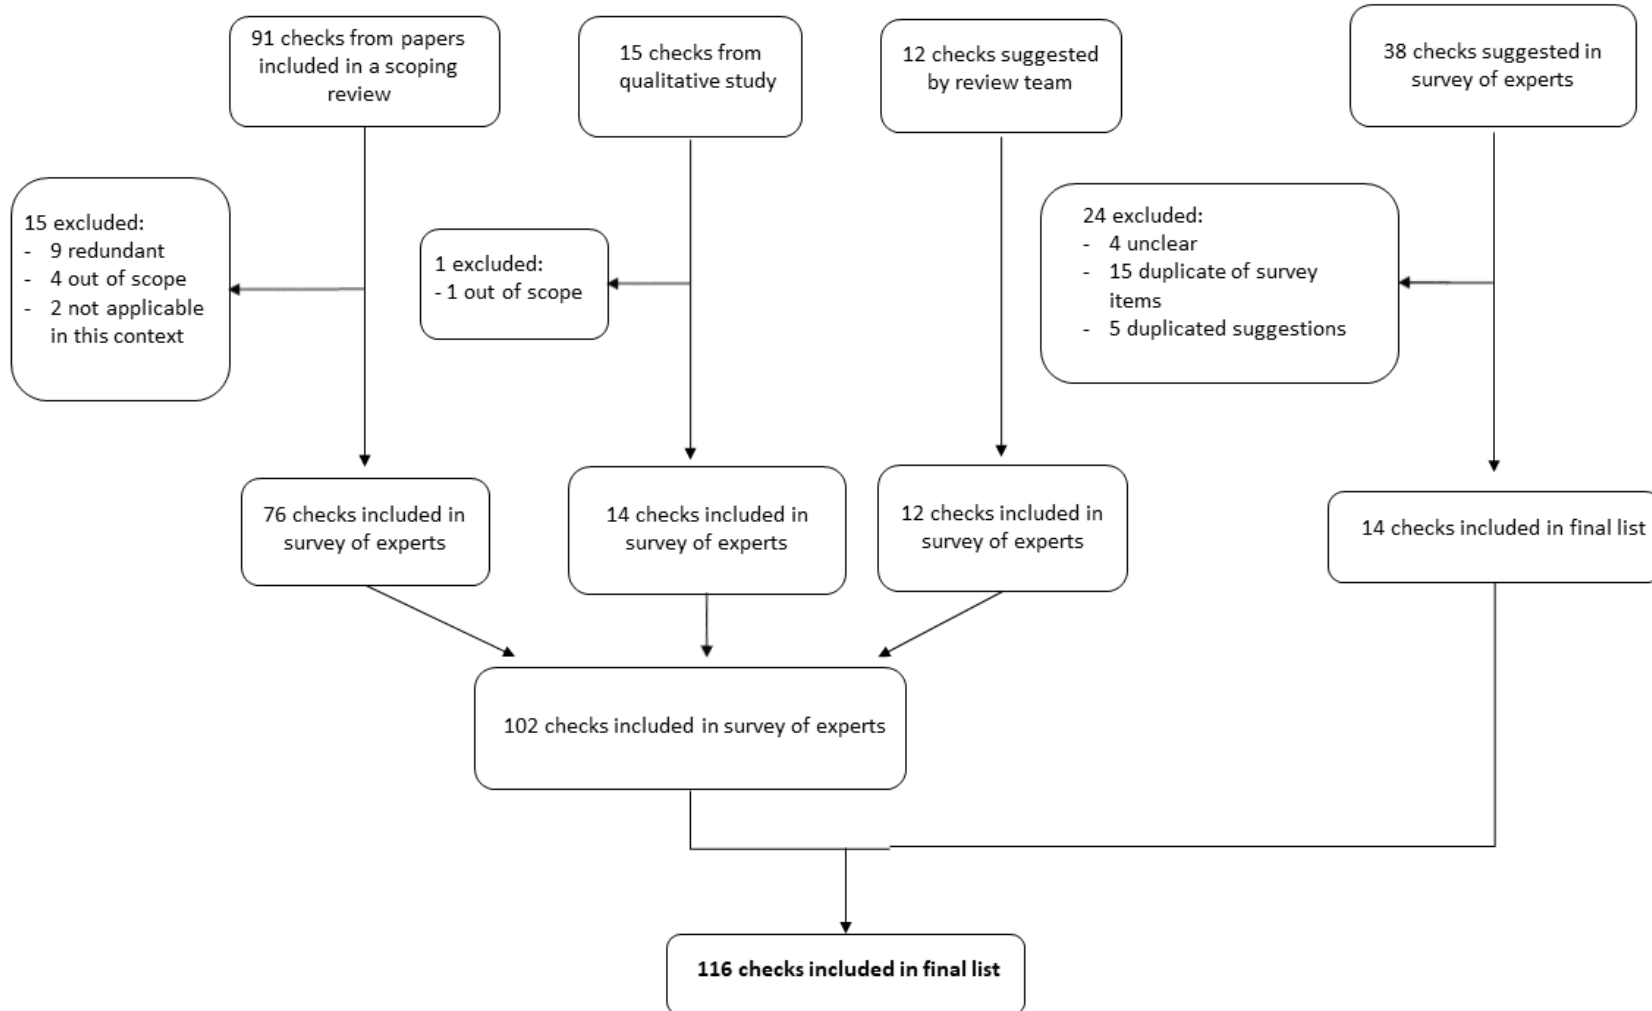 91 checks from papers
included in a scoping
review
15 checks from
qualitative study
12 checks suggested
by review team
38 checks suggested in
survey of experts
15 excluded:
- 9 redundant
- 4 out of scope
- 2 not applicable
in this context
1 excluded:
- 1 out of scope
24 excluded:
- 4 unclear
- 15 duplicate of survey
items
- 5 duplicated suggestions
76 checks included in
survey of experts
14 checks included in
survey of experts
12 checks included in
survey of experts
14 checks included in final list
102 checks included in survey of experts
116 checks included in final list